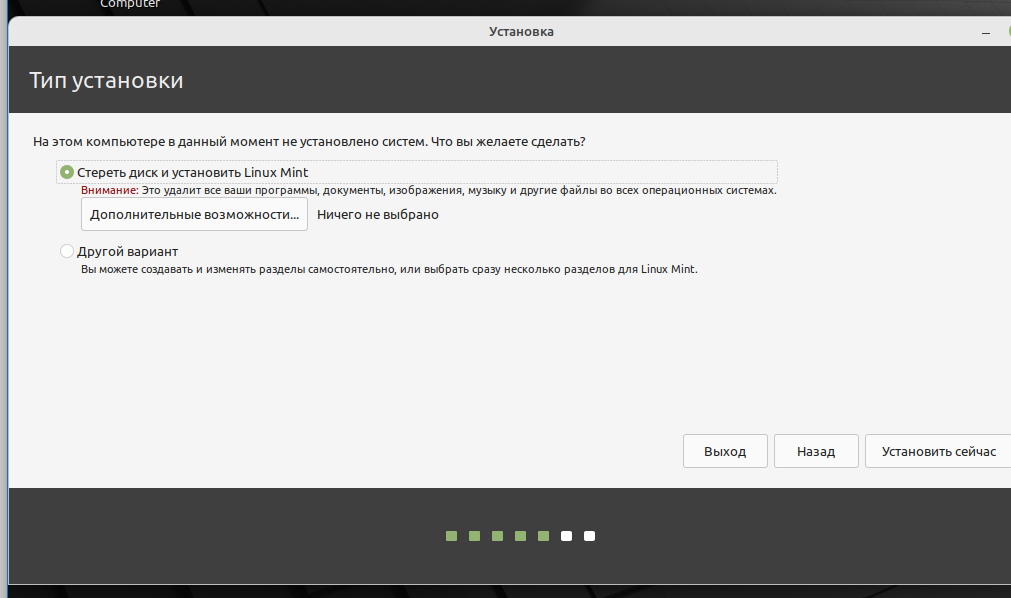 Computer
Установка
Тип установки
На этом компьютере в данный момент не установлено систем. Что вы желаете сделать?
Стереть диск и установить Linux Mint
Внимание: Это удалит все ваши программы, документы, изображения, музыку и другие файлы во всех операционных системах.
Дополнительные возможности... Ничего не выбрано
Другой вариант
Вы можете создавать и изменять разделы самостоятельно, или выбрать сразу несколько разделов для Linux Mint.
Выход Назад Установить сейчас